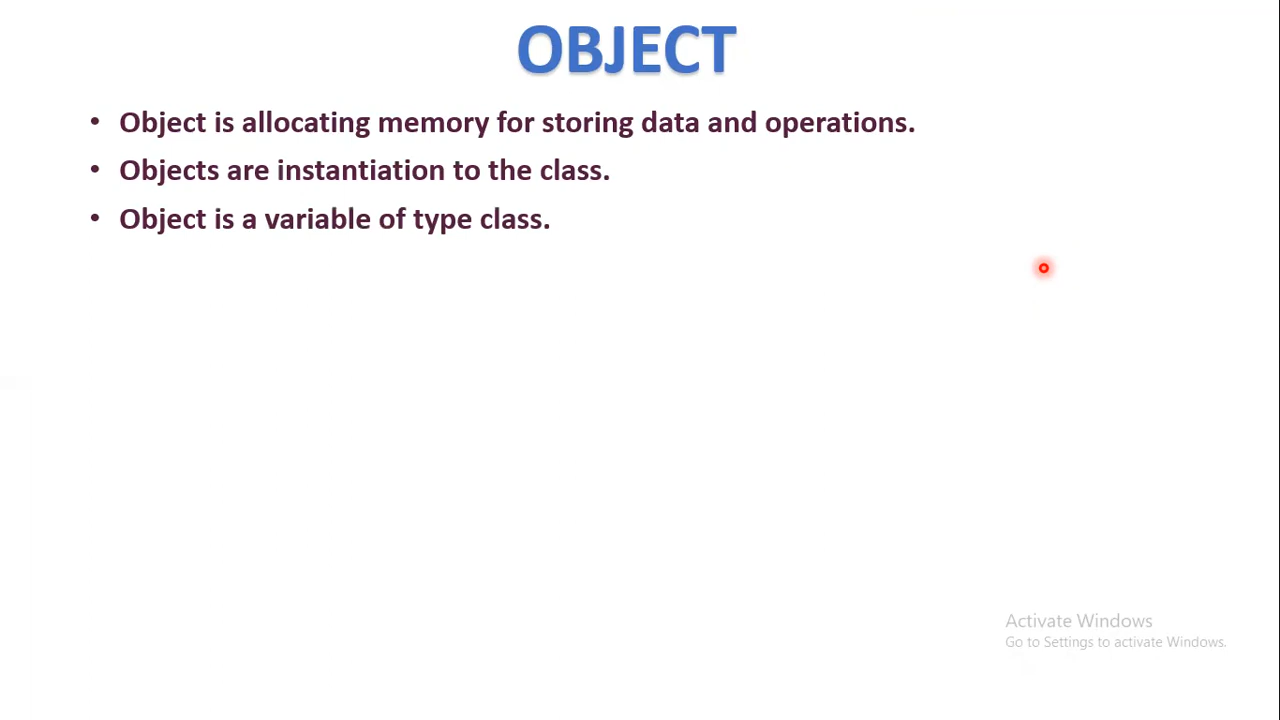 OBJECT
• Object is allocating memory for storing data and operations.
• Objects are instantiation to the class.
• Object is a variable of type class.
Activate Windows
Go to Settings to activate Windows.